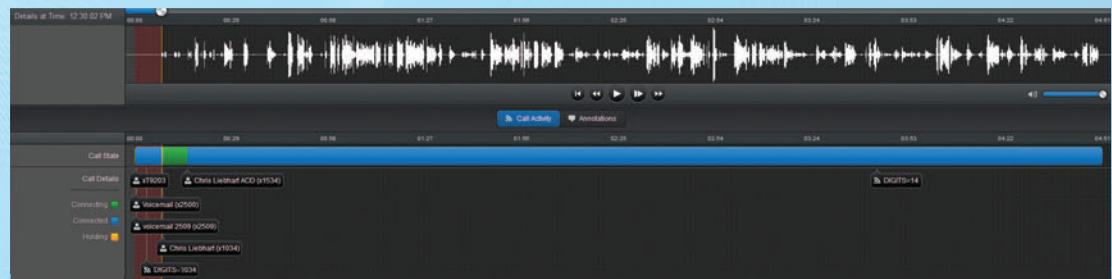 Details at Time: 12:30:02 PM
00:00 00:29 00:58 01:27 01:56 02:25 02:54 03:24 03:53 04:22 04:51
Call Activity Annotations
00:00 00:29 00:58 01:27 01:56 02:25 02:54 03:24 03:53 04:22 04:51
Call State
Call Details x79203 Chris Liebharf ACD (x1534) DIGITS=14
Connecting Voicemail (x2500)
Connected voicemail 2509 (x2509)
Holding
Chris Liebharf (x1034)
DIGITS=1034